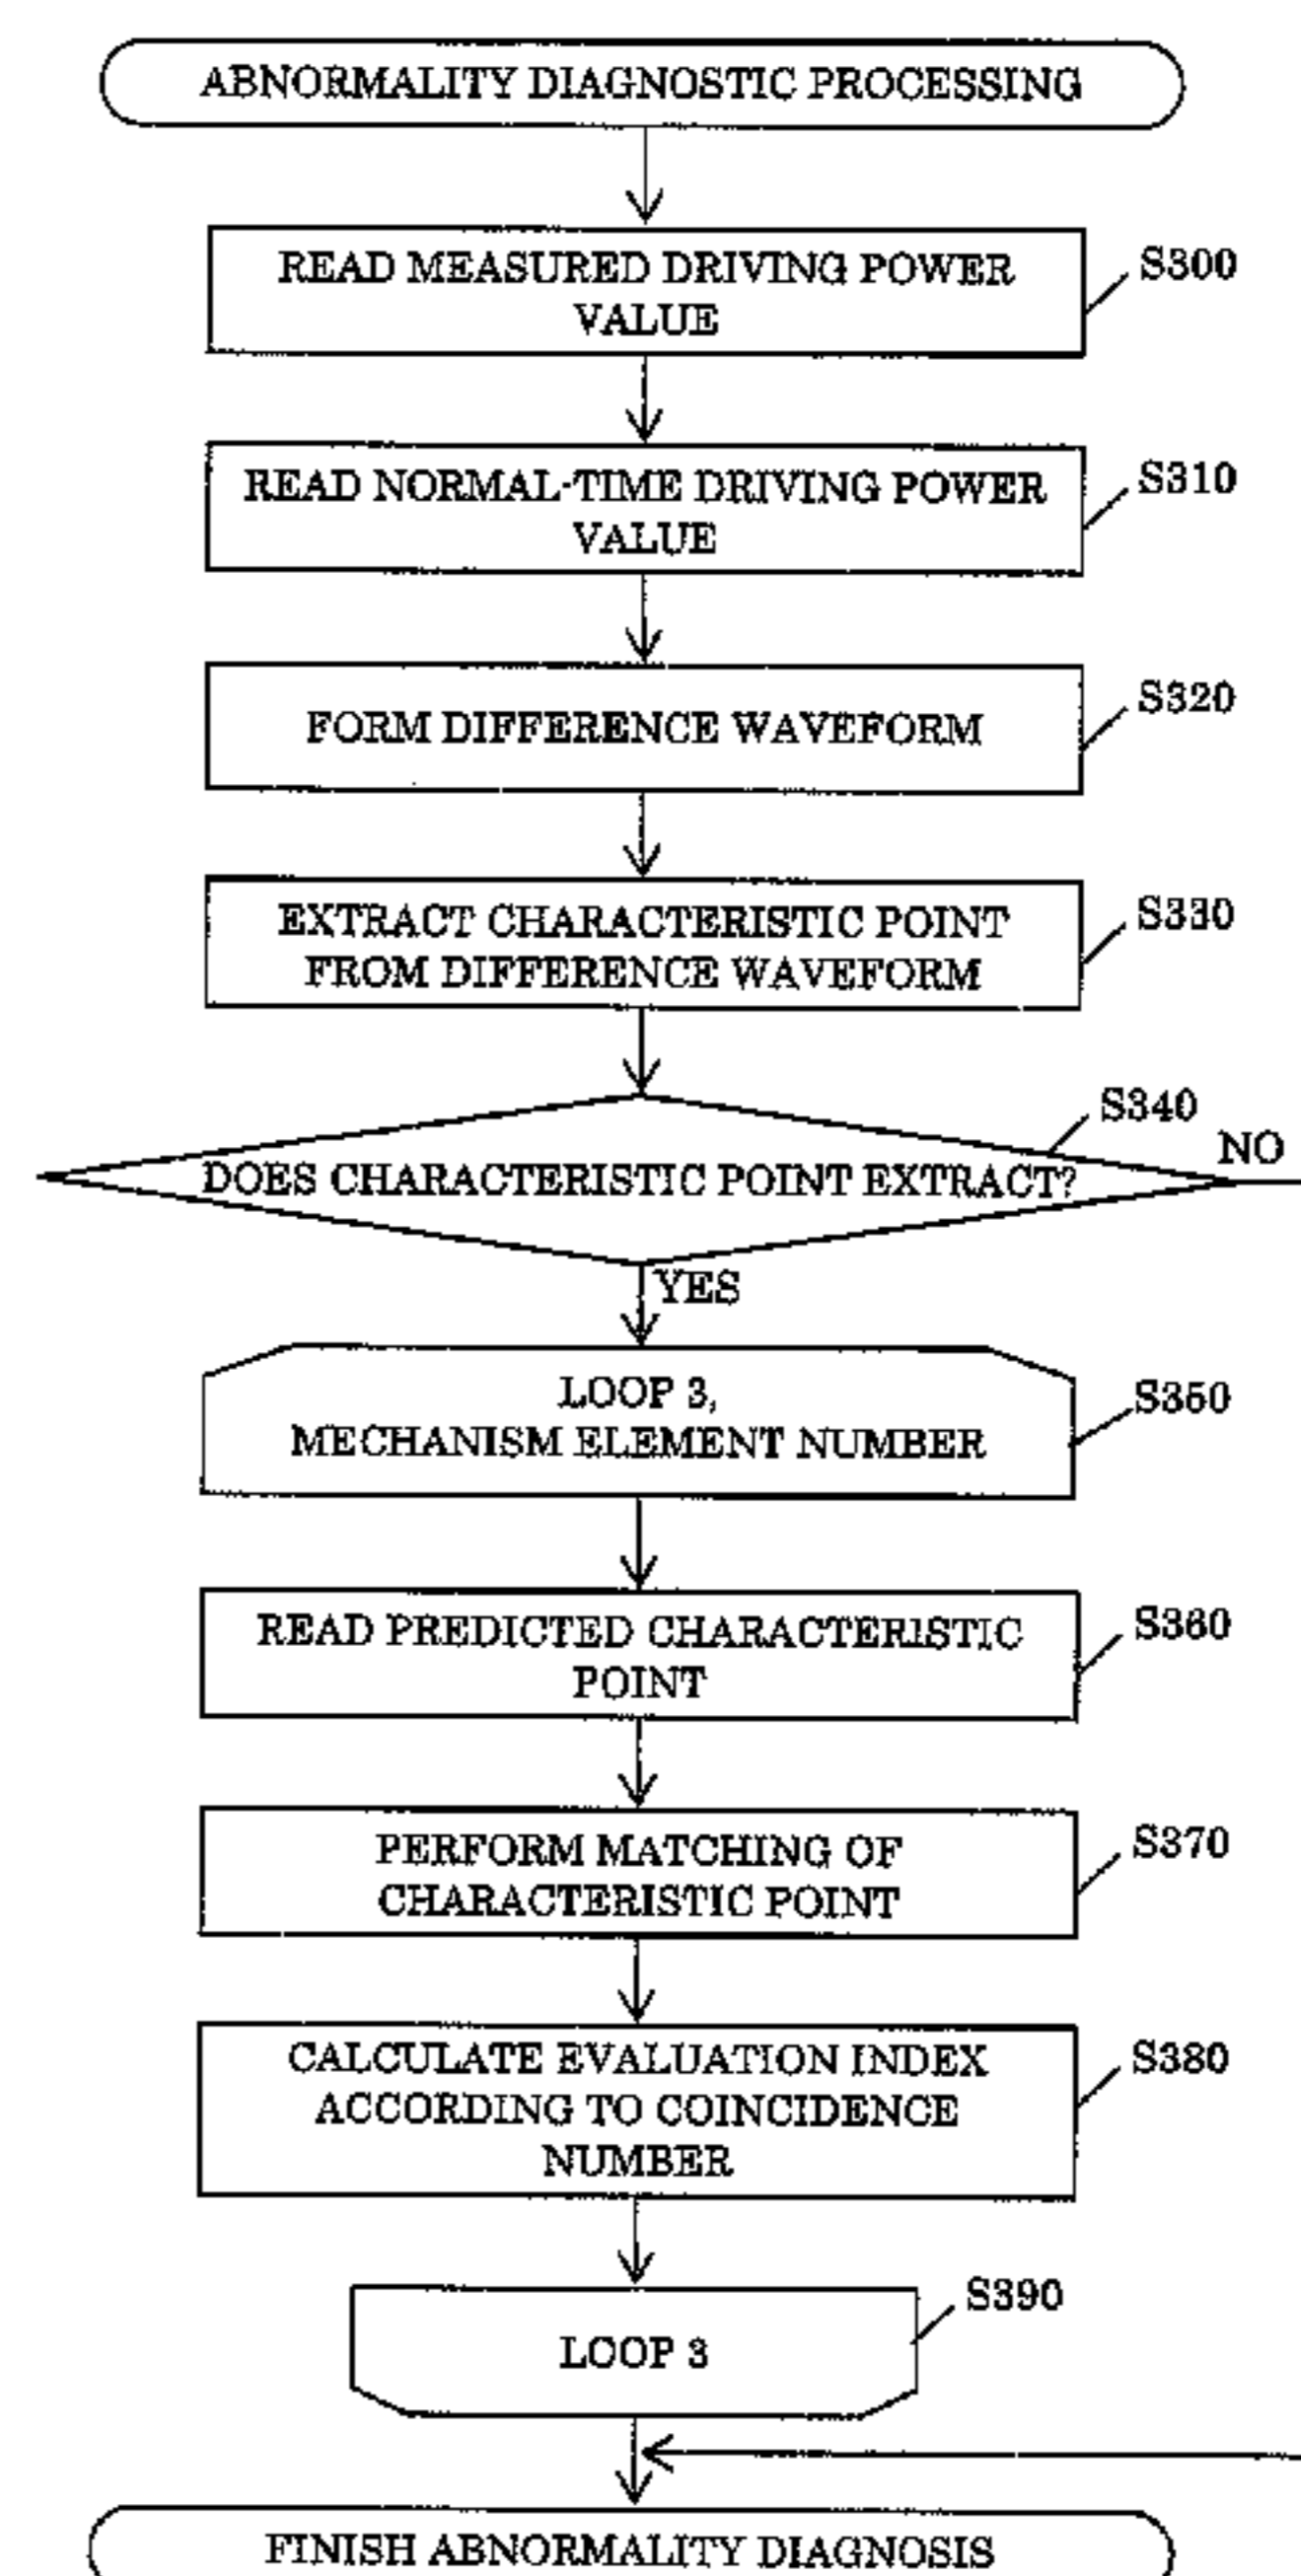 ABNORMALITY DIAGNOSTIC PROCESSING
READ MEASURED DRIVING POWER
VALUE
S300
READ NORMAL-TIME DRIVING POWER
VALUE
S310
FORM DIFFERENCE WAVEFORM
S320
EXTRACT CHARACTERISTIC POINT
FROM DIFFERENCE WAVEFORM
S330
S340
DOES CHARACTERISTIC POINT EXTRACT?
NO
YES
LOOP 3,
MECHANISM ELEMENT NUMBER
S350
READ PREDICTED CHARACTERISTIC
POINT
S360
PERFORM MATCHING OF
CHARACTERISTIC POINT
S370
CALCULATE EVALUATION INDEX
ACCORDING TO COINCIDENCE
NUMBER
S380
LOOP 3
S390
FINISH ABNORMALITY DIAGNOSIS